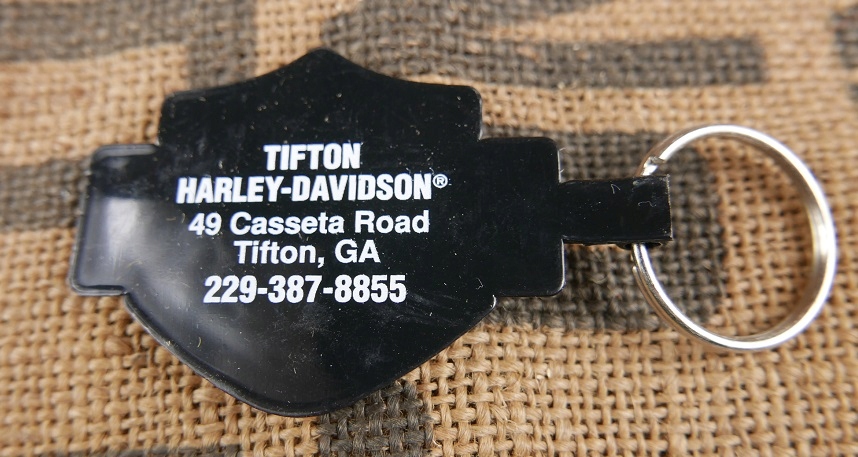 TIFTON
HARLEY-DAVIDSON®
49 Casseta Road
Tifton, GA
229-387-8855